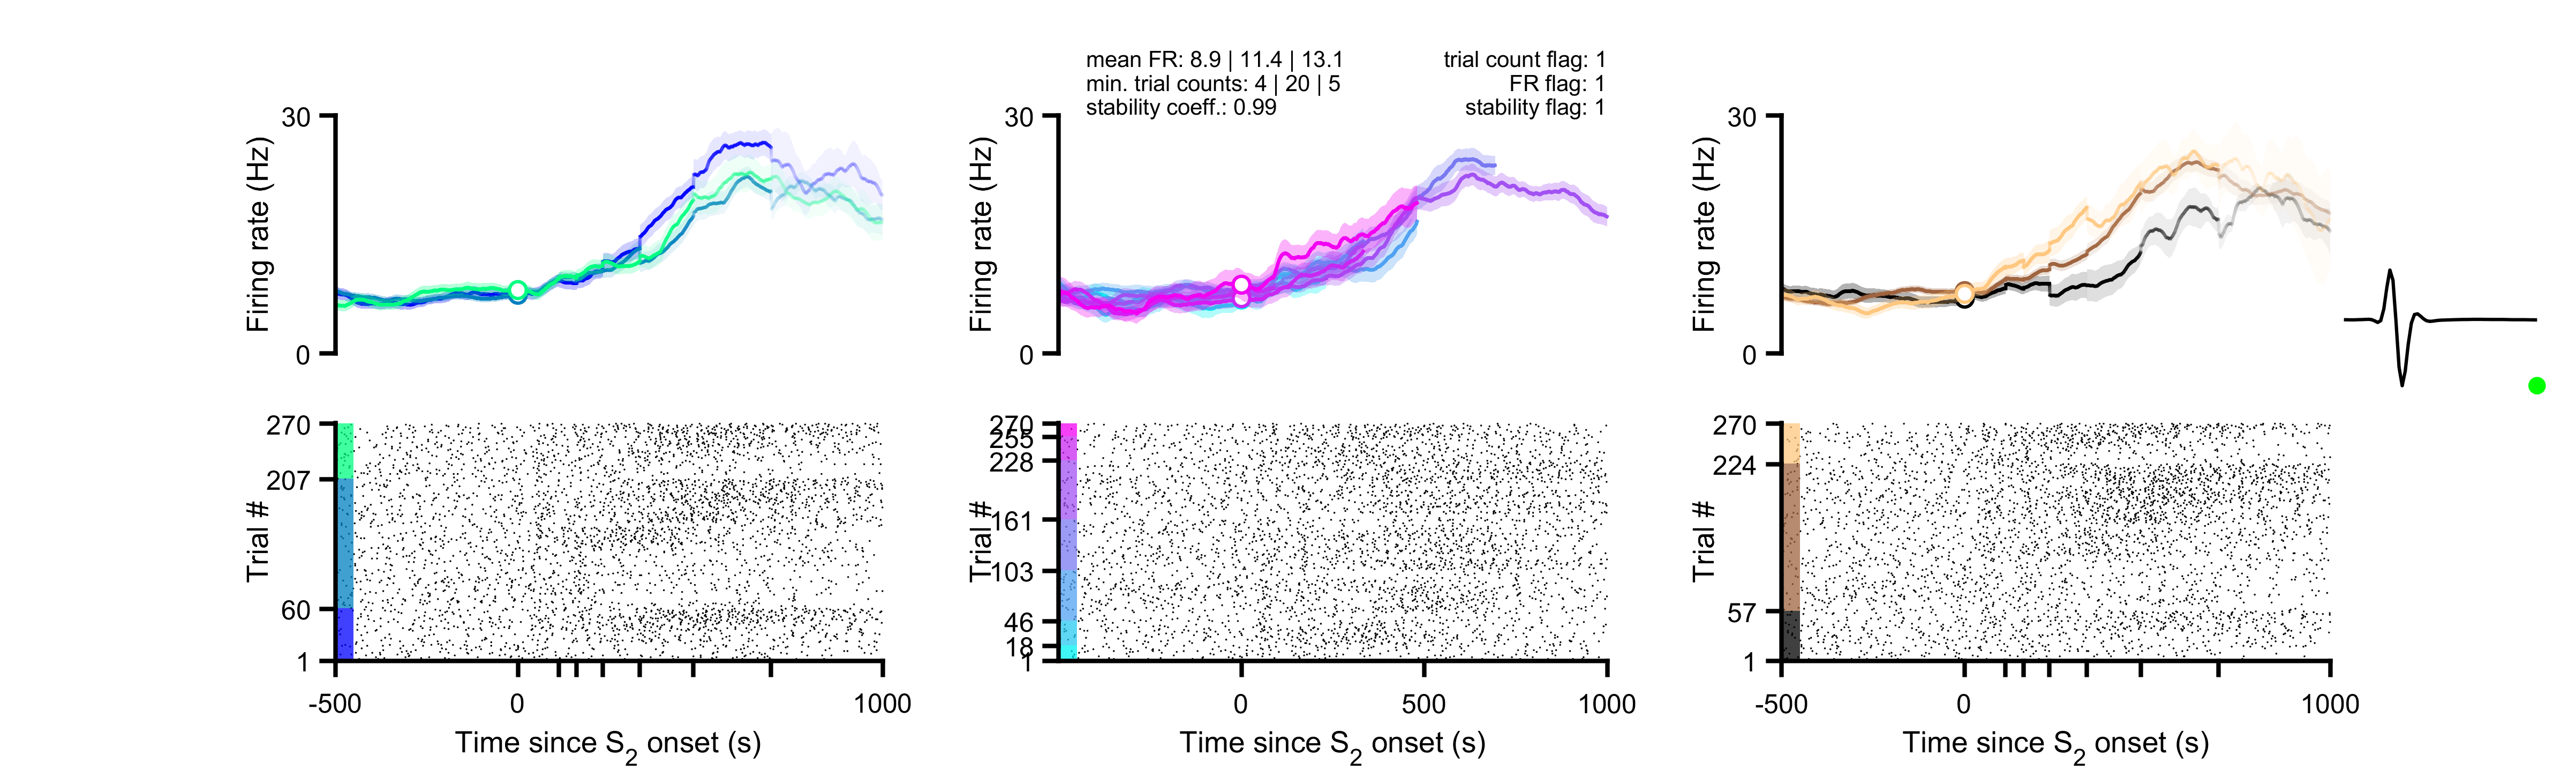 mean FR: 8.9 | 11.4 | 13.1
trial count flag: 1
min. trial counts: 4 | 20 | 5
FR flag: 1
stability coeff.: 0.99
stability flag: 1
30
Firing rate (Hz)
0
30
Firing rate (Hz)
0
30
Firing rate (Hz)
0
270
207
Trial #
60
1
-500
0
1000
Time since S2 onset (s)
270
255
228
Trial #
161
103
46
18
1
0
500
1000
Time since S2 onset (s)
270
224
Trial #
57
1
-500
0
1000
Time since S2 onset (s)